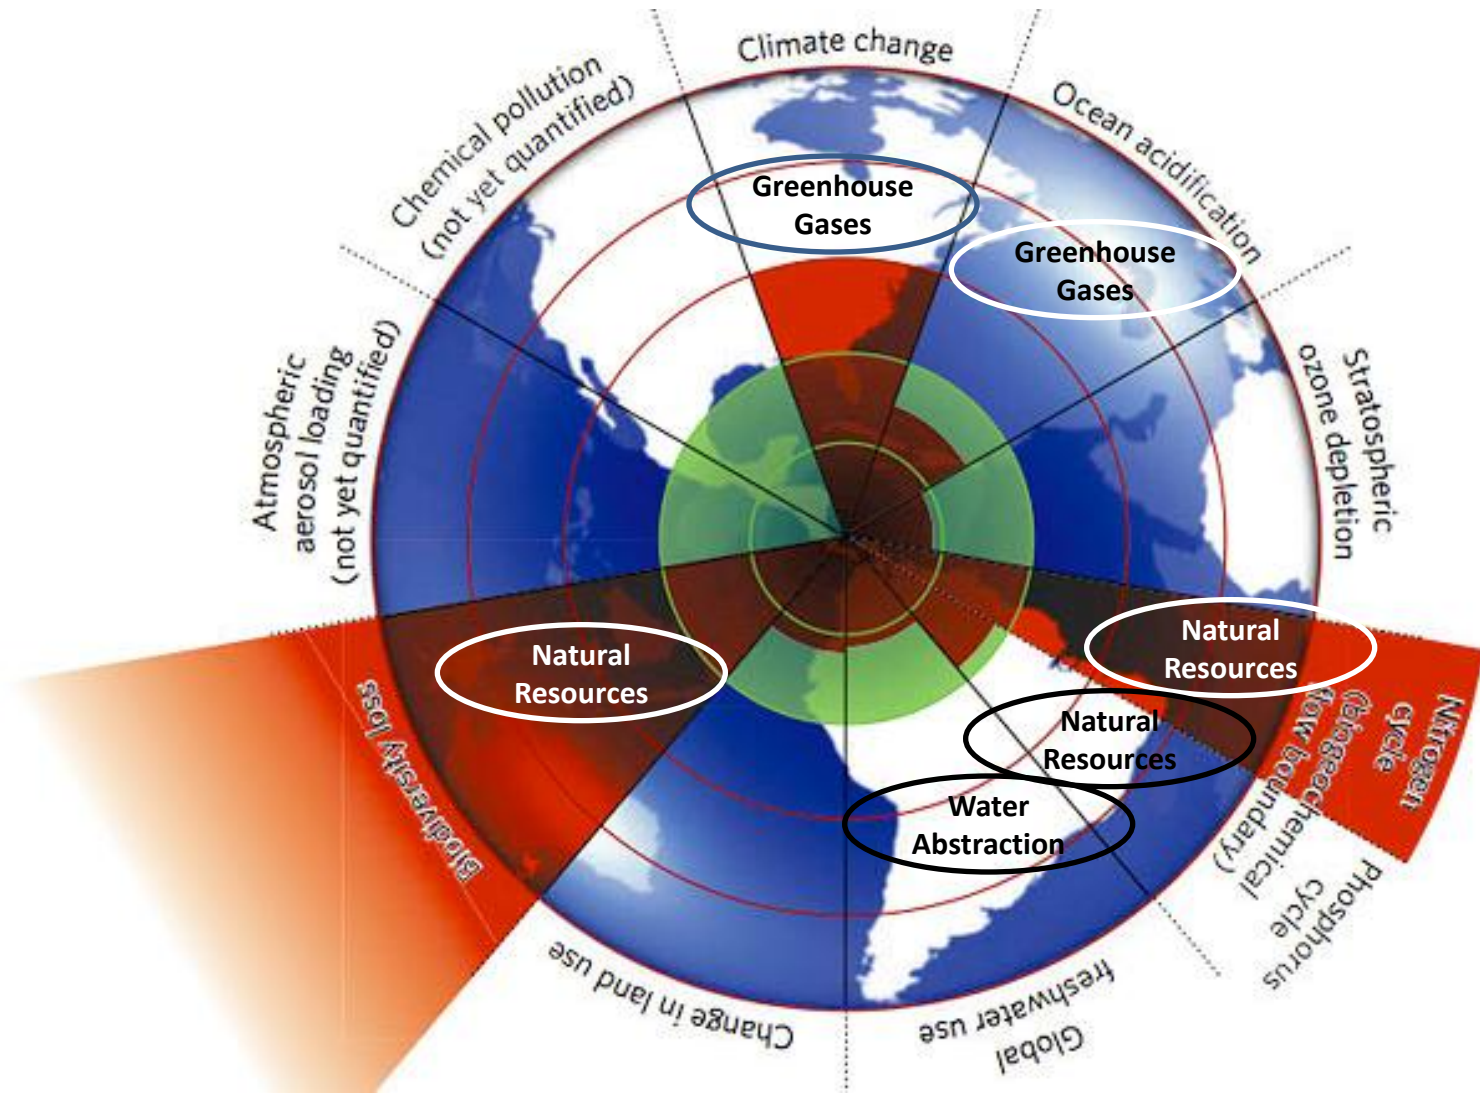 Climate change
Ocean acidification
Stratospheric
ozone depletion
Nitrogen
cycle
(biogeochemical
flow boundary)
Phosphorus
cycle
Global
freshwater use
Change in land use
Biodiversity loss
Atmospheric
aerosol loading
(not yet quantified)
Chemical pollution
(not yet quantified)
Greenhouse
Gases
Greenhouse
Gases
Natural
Resources
Natural
Resources
Natural
Resources
Water
Abstraction